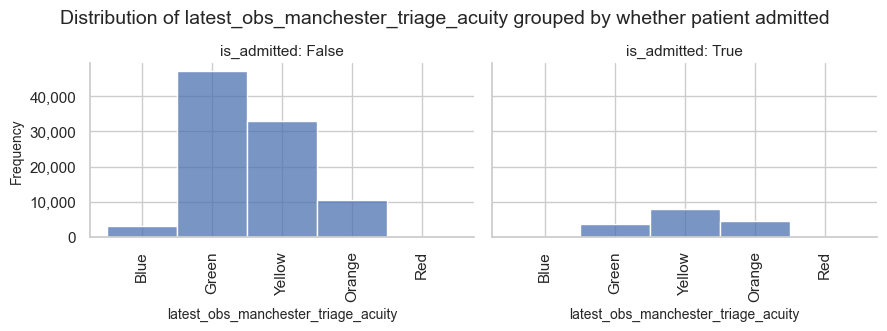 Distribution of latest_obs_manchester_triage_acuity grouped by whether patient admitted
is_admitted: False
is_admitted: True
Frequency
40,000
30,000
20,000
10,000
0
Blue
Green
Yellow
Orange
Red
Blue
Green
Yellow
Orange
Red
latest_obs_manchester_triage_acuity
latest_obs_manchester_triage_acuity